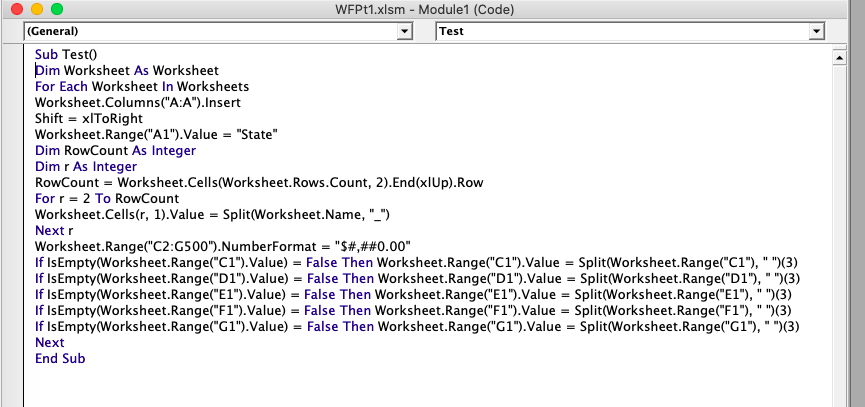 WFPt1.xlsm - Module1 (Code)
(General)
Test
Sub Test()
Dim Worksheet As Worksheet
For Each Worksheet In Worksheets
Worksheet.Columns("A:A").Insert
Shift = xlToRight
Worksheet.Range("A1").Value = "State"
Dim RowCount As Integer
Dim r As Integer
RowCount = Worksheet.Cells(Worksheet.Rows.Count, 2).End(xlUp).Row
For r = 2 To RowCount
Worksheet.Cells(r, 1).Value = Split(Worksheet.Name, "_")
Next r
Worksheet.Range("C2:G500").NumberFormat = "$#,##0.00"
If IsEmpty(Worksheet.Range("C1").Value) = False Then Worksheet.Range("C1").Value = Split(Worksheet.Range("C1"), " ")(3)
If IsEmpty(Worksheet.Range("D1").Value) = False Then Worksheet.Range("D1").Value = Split(Worksheet.Range("D1"), " ")(3)
If IsEmpty(Worksheet.Range("E1").Value) = False Then Worksheet.Range("E1").Value = Split(Worksheet.Range("E1"), " ")(3)
If IsEmpty(Worksheet.Range("F1").Value) = False Then Worksheet.Range("F1").Value = Split(Worksheet.Range("F1"), " ")(3)
If IsEmpty(Worksheet.Range("G1").Value) = False Then Worksheet.Range("G1").Value = Split(Worksheet.Range("G1"), " ")(3)
Next
End Sub